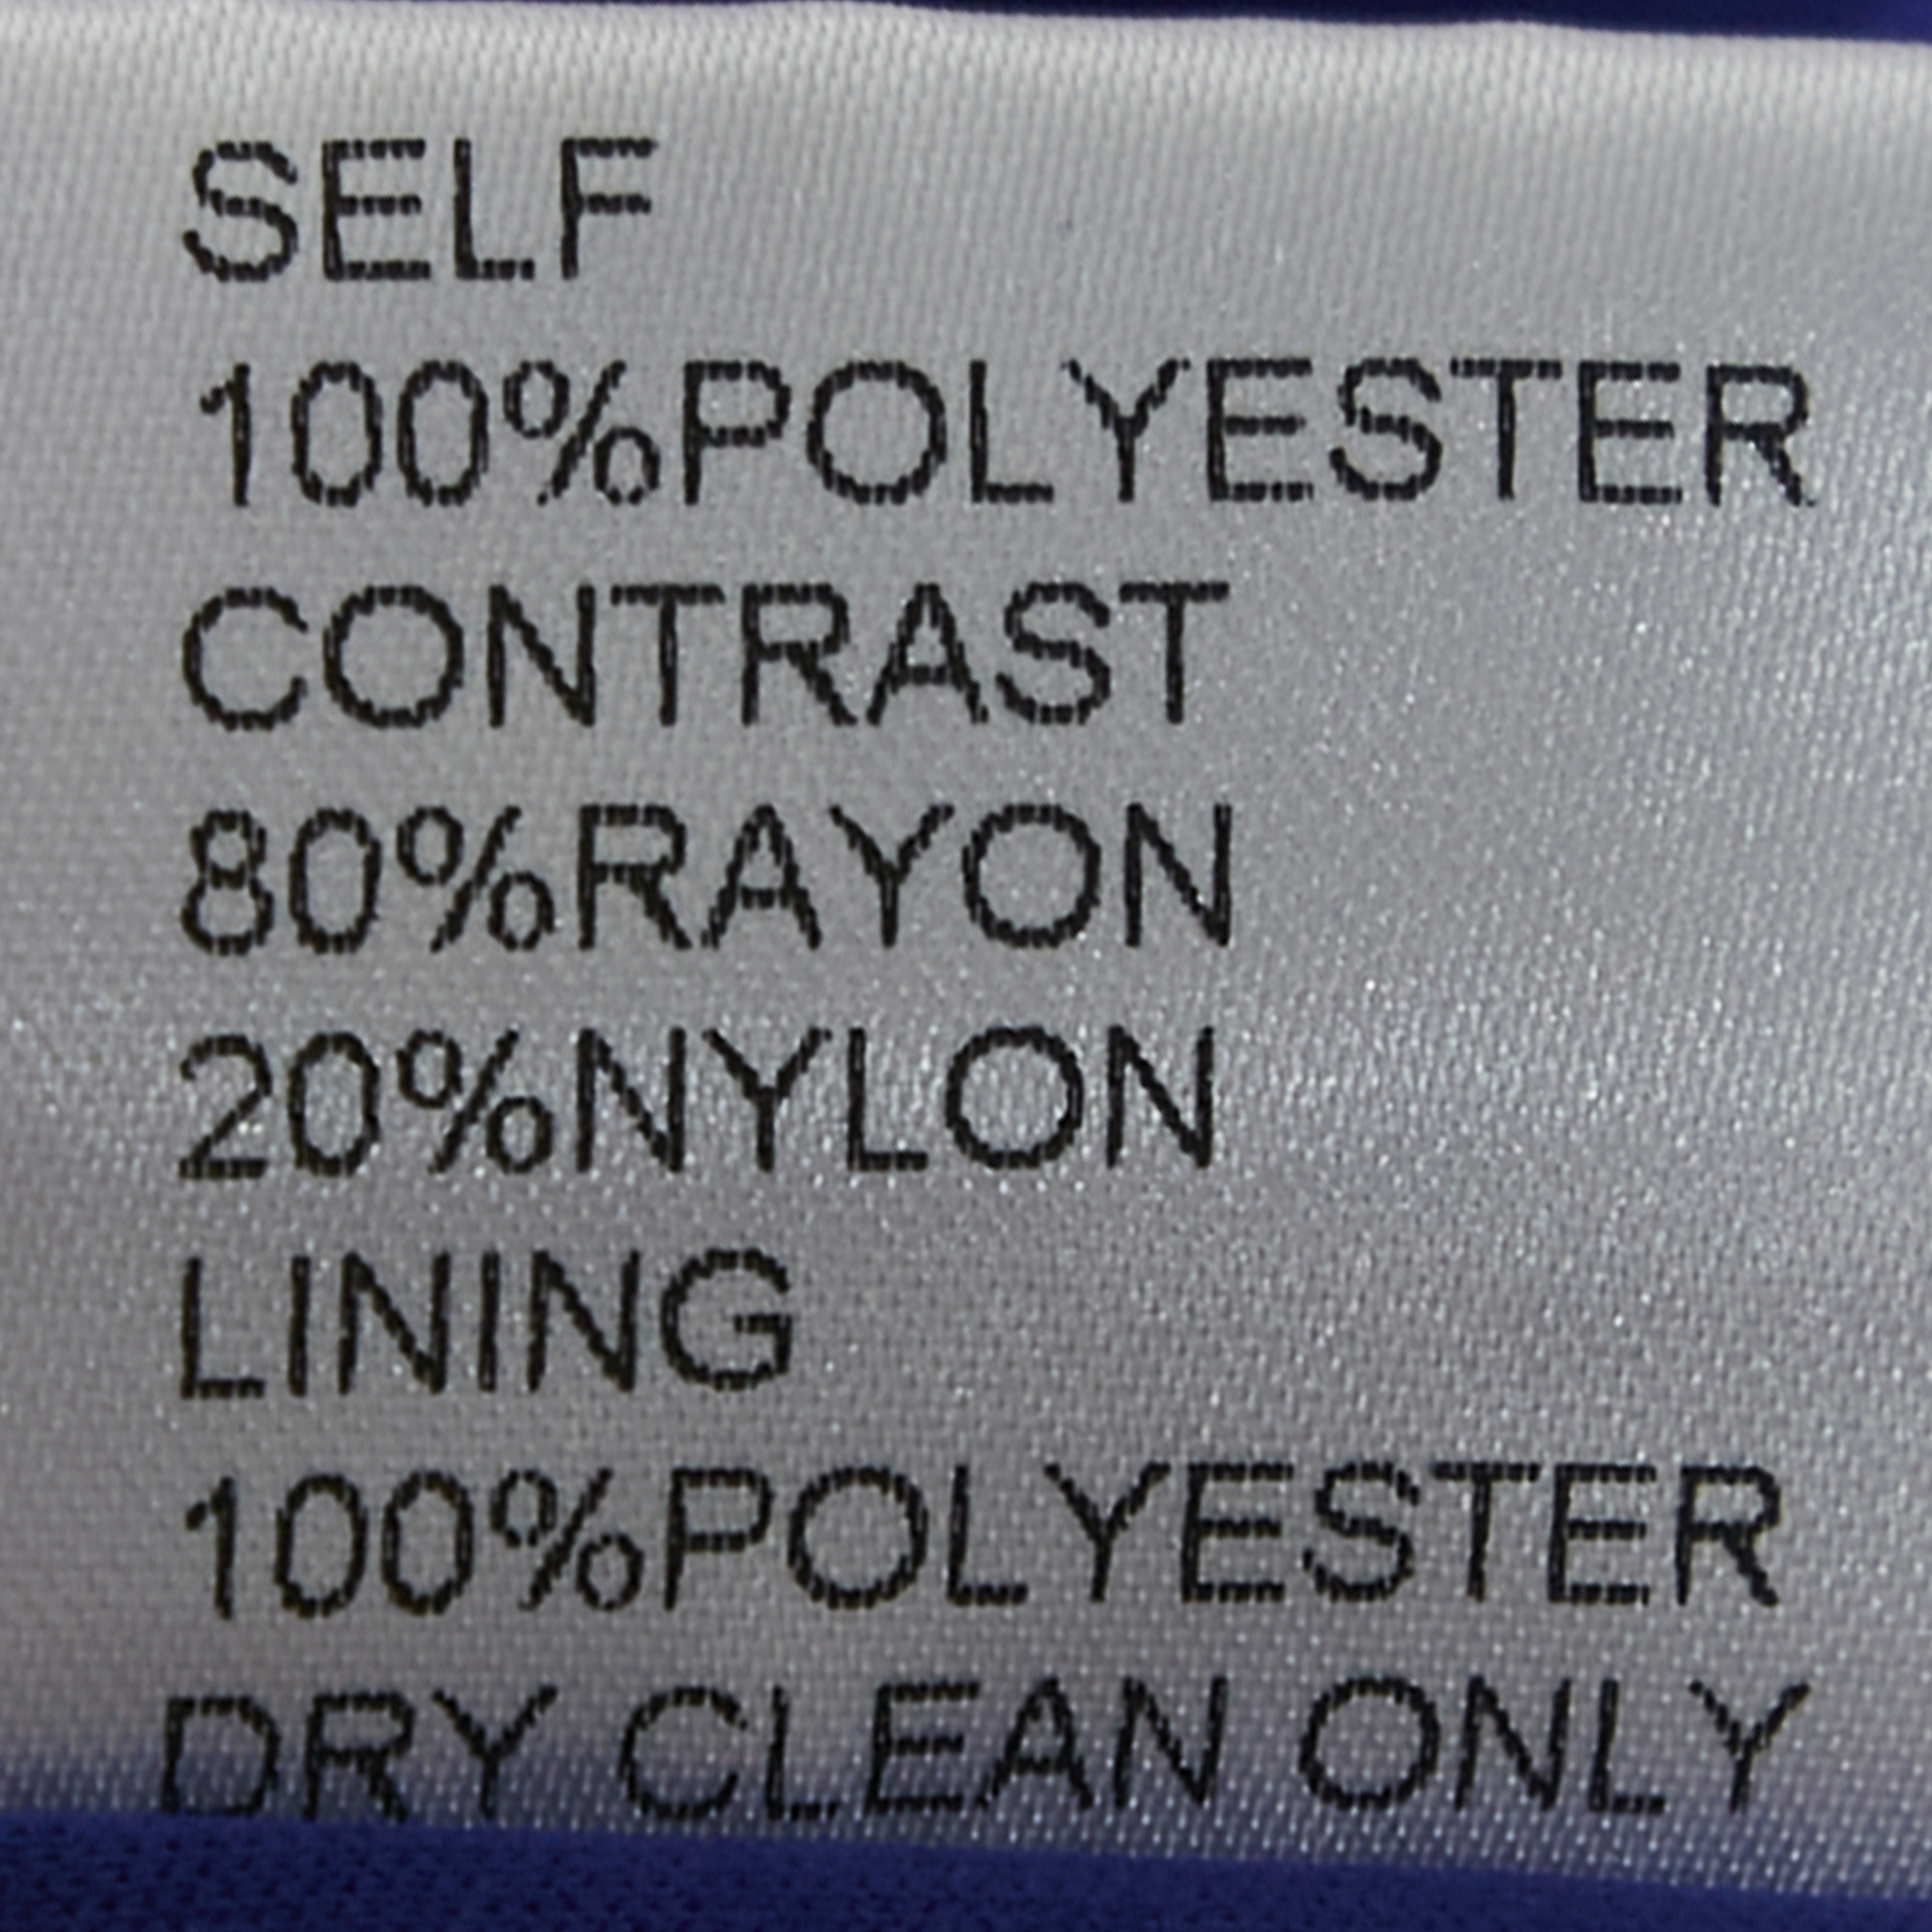 SELF
100%POLYESTER
CONTRAST
80%RAYON
20%NYLON
LINING
100%POLYESTER
DRY CLEAN ONLY